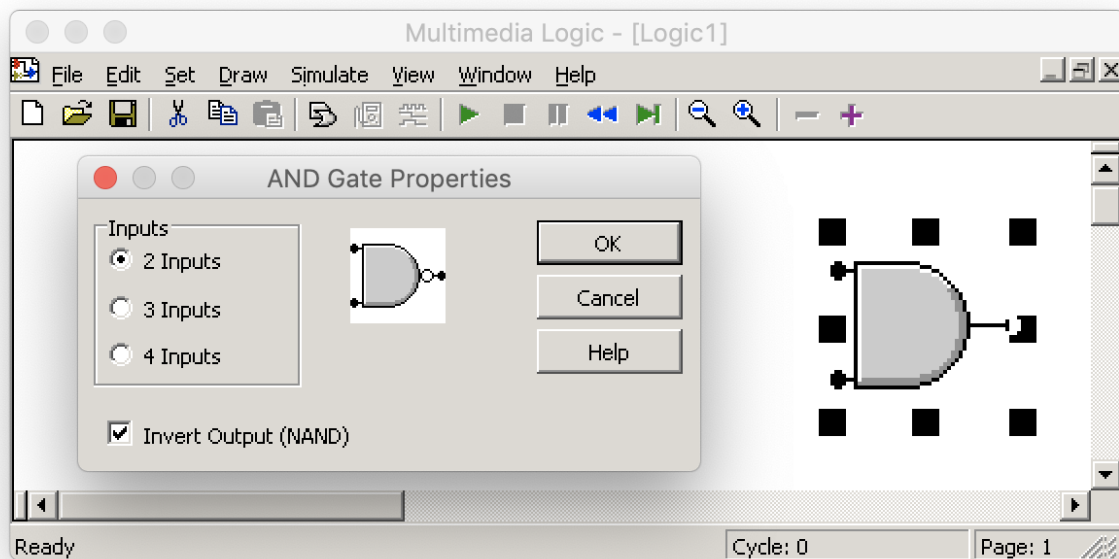 Multimedia Logic - [Logic1]
File Edit Set Draw Simulate View Window Help
AND Gate Properties
Inputs
2 Inputs
3 Inputs
4 Inputs
Invert Output (NAND)
OK
Cancel
Help
Ready Cycle: 0 Page: 1